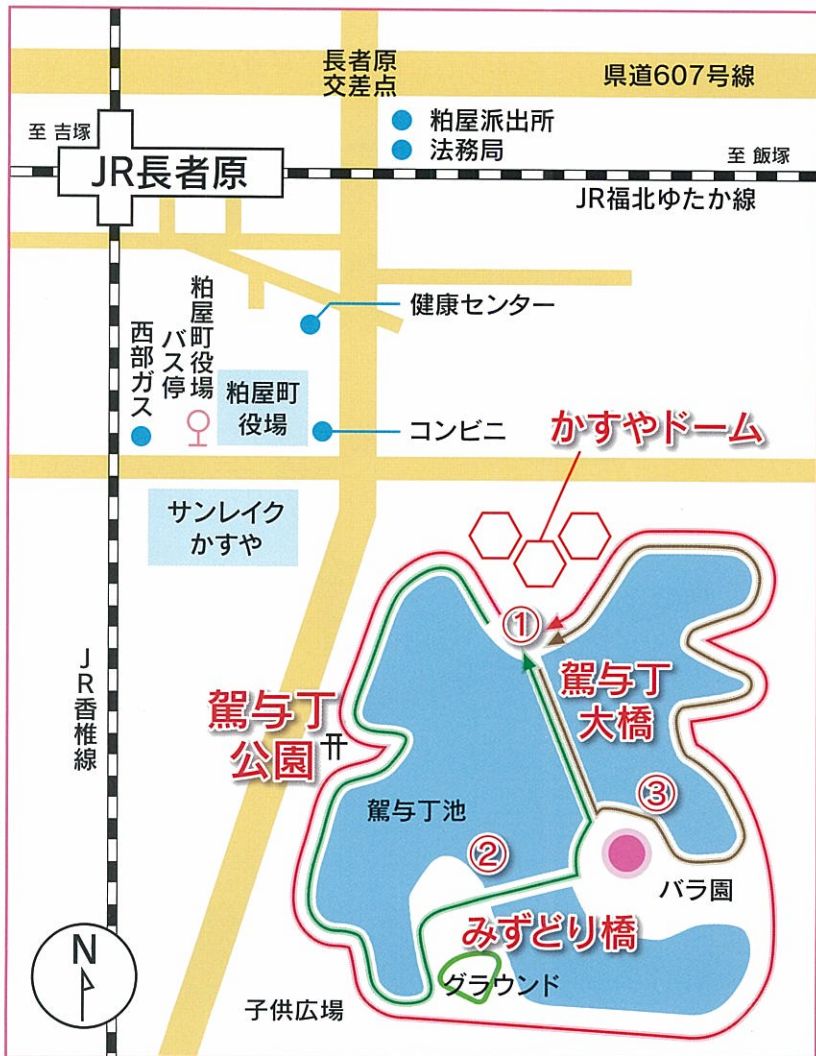 長者原
交差点
県道607号線
粕屋派出所
法務局
至 吉塚
至 飯塚
JR長者原
JR福北ゆたか線
健康センター
粕屋町役場
バス停
西部ガス
粕屋町
役場
コンビニ
かすやドーム
サンレイク
かすや
①
JR香椎線
駕与丁
大橋
駕与丁
公園
③
駕与丁池
②
バラ園
みずどり橋
N
グラウンド
子供広場